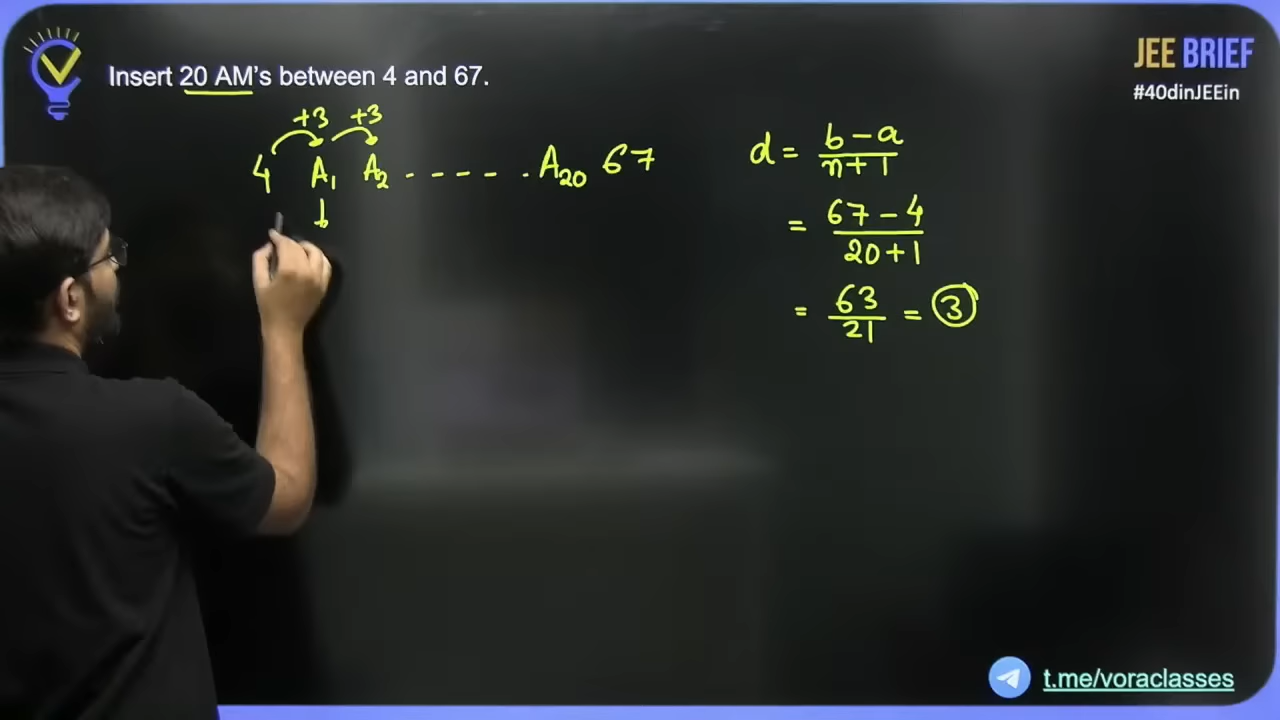 JEE BRIEF
#40dinJEEin
Insert 20 AM's between 4 and 67.
+3 +3
4 A₁ A₂ - - - - - . A₂₀ 67
d = b - a / n + 1
= 67 - 4 / 20 + 1
= 63 / 21 = 3
t.me/voraclasses